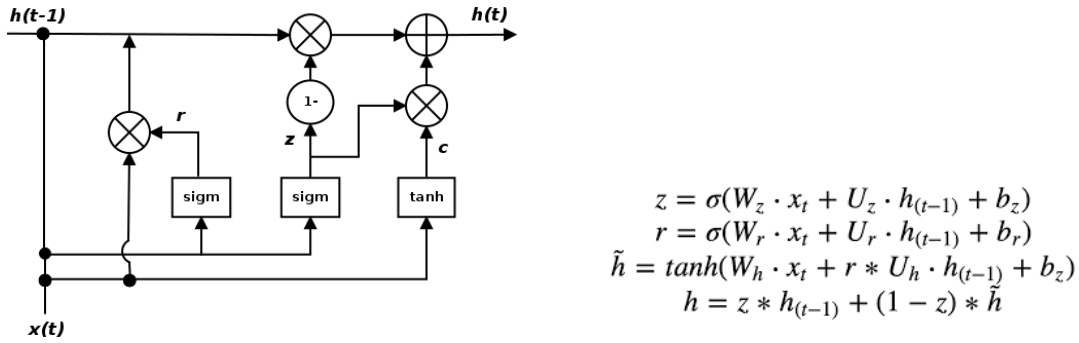 h(t-1)
h(t)
1-
r
z
c
sigm
sigm
tanh
x(t)
z = σ(W_z · x_t + U_z · h_(t−1) + b_z)
r = σ(W_r · x_t + U_r · h_(t−1) + b_r)
h̃ = tanh(W_h · x_t + r * U_h · h_(t−1) + b_z)
h = z * h_(t−1) + (1 − z) * h̃